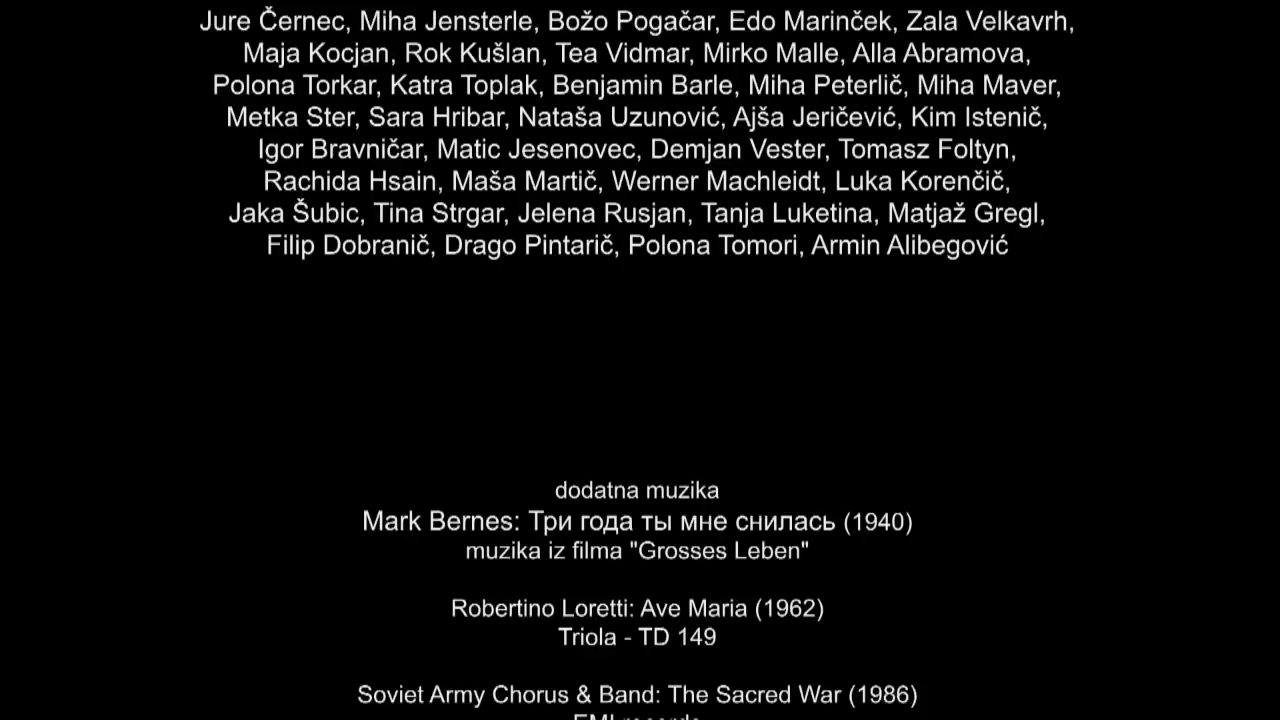 Jure Černec, Miha Jensterle, Božo Pogačar, Edo Marinček, Zala Velkavrh,
Maja Kocjan, Rok Kušlan, Tea Vidmar, Mirko Malle, Alla Abramova,
Polona Torkar, Katra Toplak, Benjamin Barle, Miha Peterlič, Miha Maver,
Metka Ster, Sara Hribar, Nataša Uzunović, Ajša Jeričević, Kim Istenič,
Igor Bravničar, Matic Jesenovec, Demjan Vester, Tomasz Foltyn,
Rachida Hsain, Maša Martič, Werner Machleidt, Luka Korenčič,
Jaka Šubic, Tina Strgar, Jelena Rusjan, Tanja Luketina, Matjaž Gregl,
Filip Dobranič, Drago Pintarič, Polona Tomori, Armin Alibegović
dodatna muzika
Mark Bernes: Три года ты мне снилась (1940)
muzika iz filma "Grosses Leben"
Robertino Loretti: Ave Maria (1962)
Triola - TD 149
Soviet Army Chorus & Band: The Sacred War (1986)